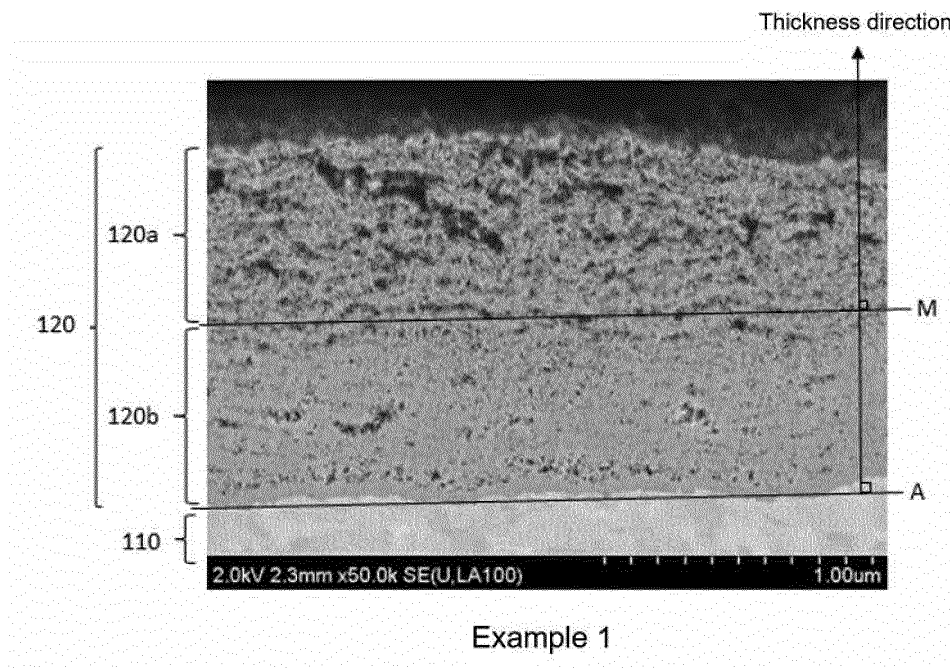 Thickness direction
120a
M
120
120b
A
110
2.0kV 2.3mm x50.0k SE(U,LA100) 1.00um
Example 1